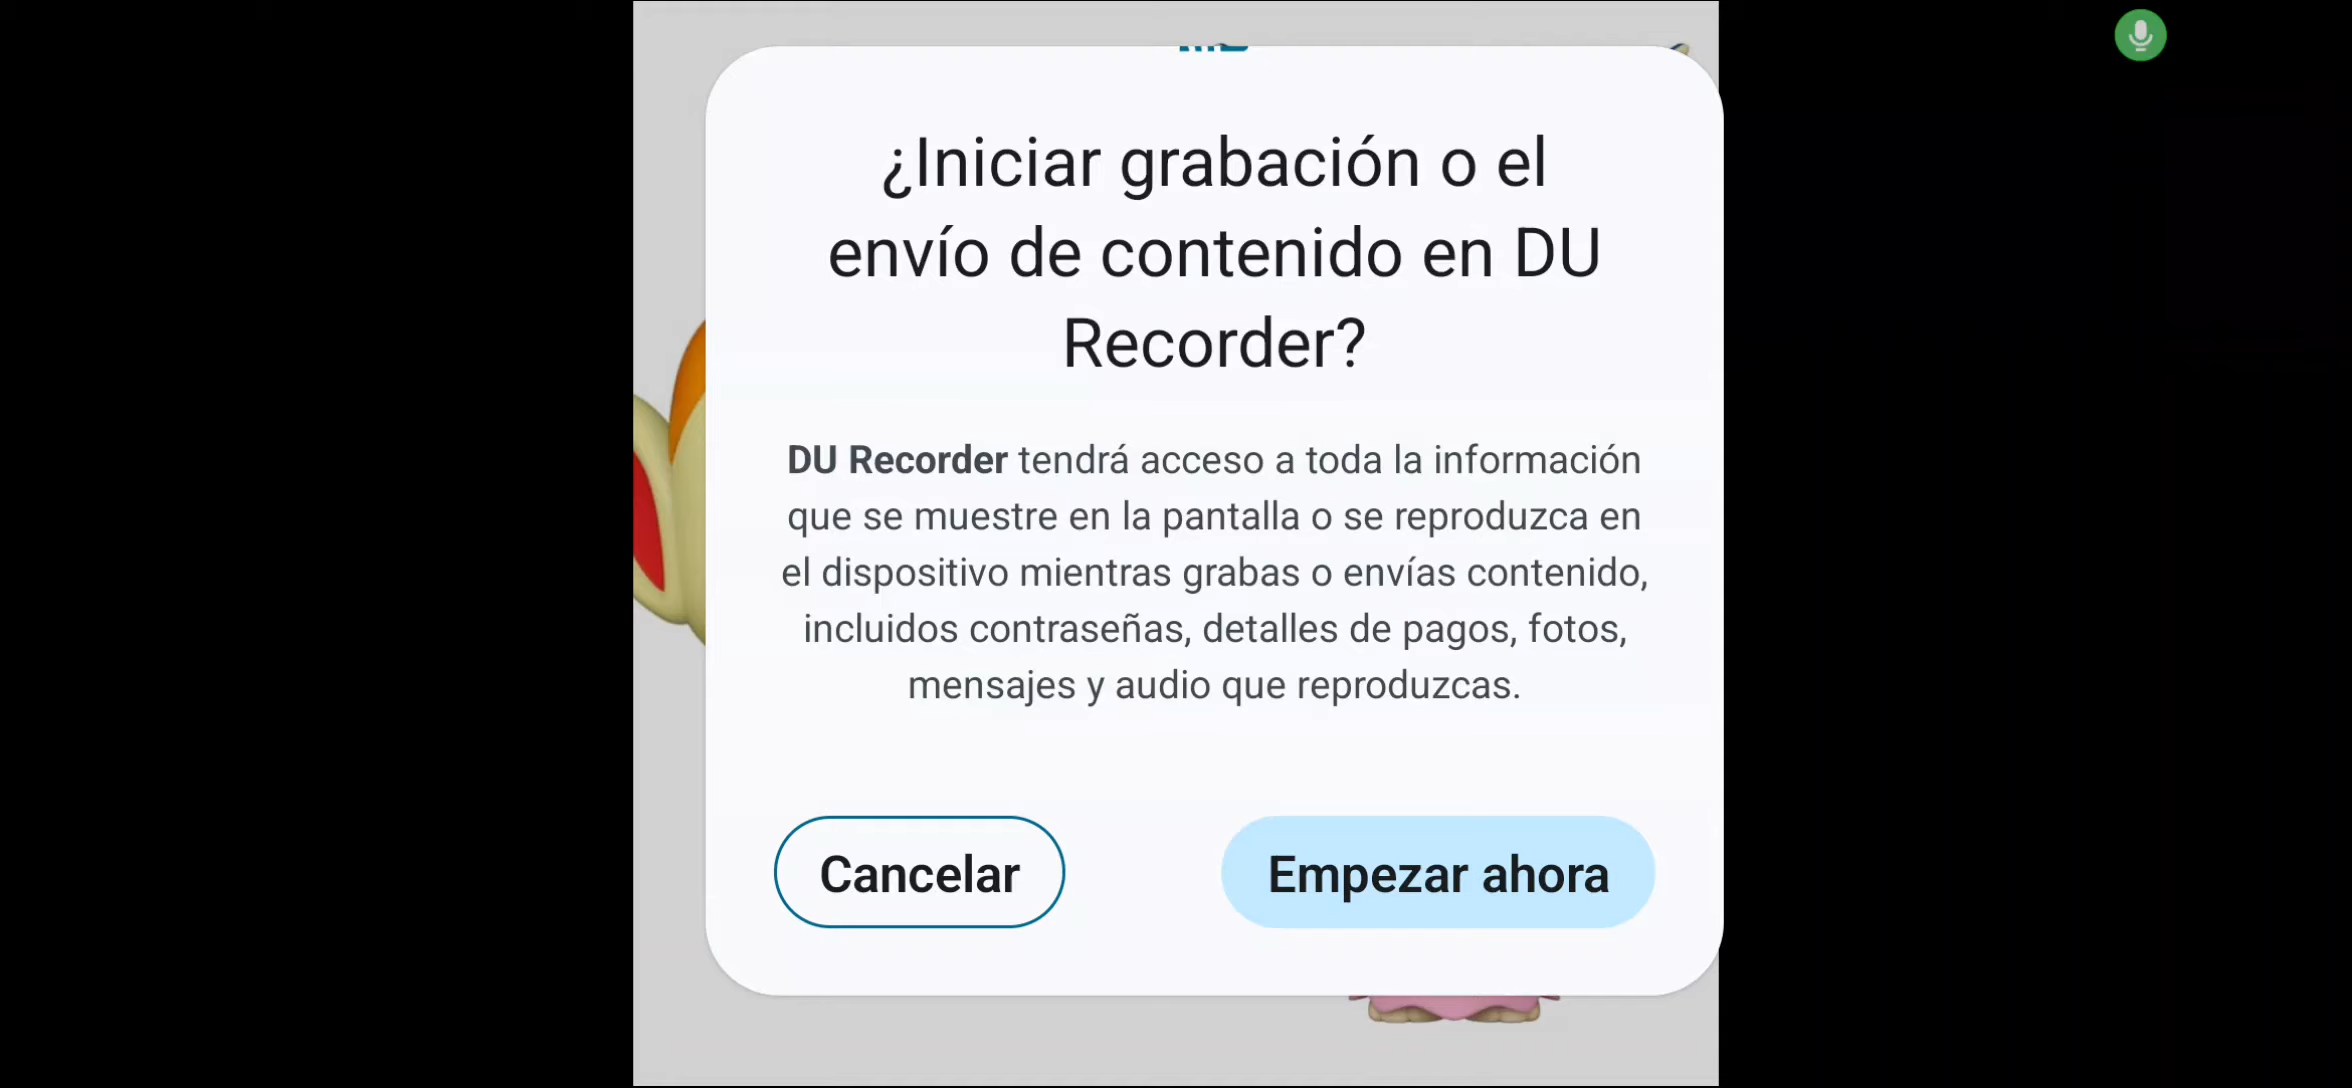 ¿Iniciar grabación o el
envío de contenido en DU
Recorder?
DU Recorder tendrá acceso a toda la información
que se muestre en la pantalla o se reproduzca en
el dispositivo mientras grabas o envías contenido,
incluidos contraseñas, detalles de pagos, fotos,
mensajes y audio que reproduzcas.
Cancelar
Empezar ahora